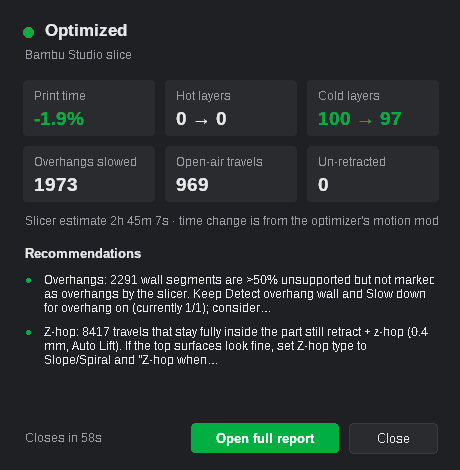 Optimized
Bambu Studio slice
Print time
Hot layers
Cold layers
-1.9%
0 → 0
100 → 97
Overhangs slowed
Open-air travels
Un-retracted
1973
969
0
Slicer estimate 2h 45m 7s · time change is from the optimizer's motion mod
Recommendations
Overhangs: 2291 wall segments are >50% unsupported but not marked
as overhangs by the slicer. Keep Detect overhang wall and Slow down
for overhang on (currently 1/1); consider...
Z-hop: 8417 travels that stay fully inside the part still retract + z-hop (0.4
mm, Auto Lift). If the top surfaces look fine, set Z-hop type to
Slope/Spiral and "Z-hop when...
Closes in 58s
Open full report
Close